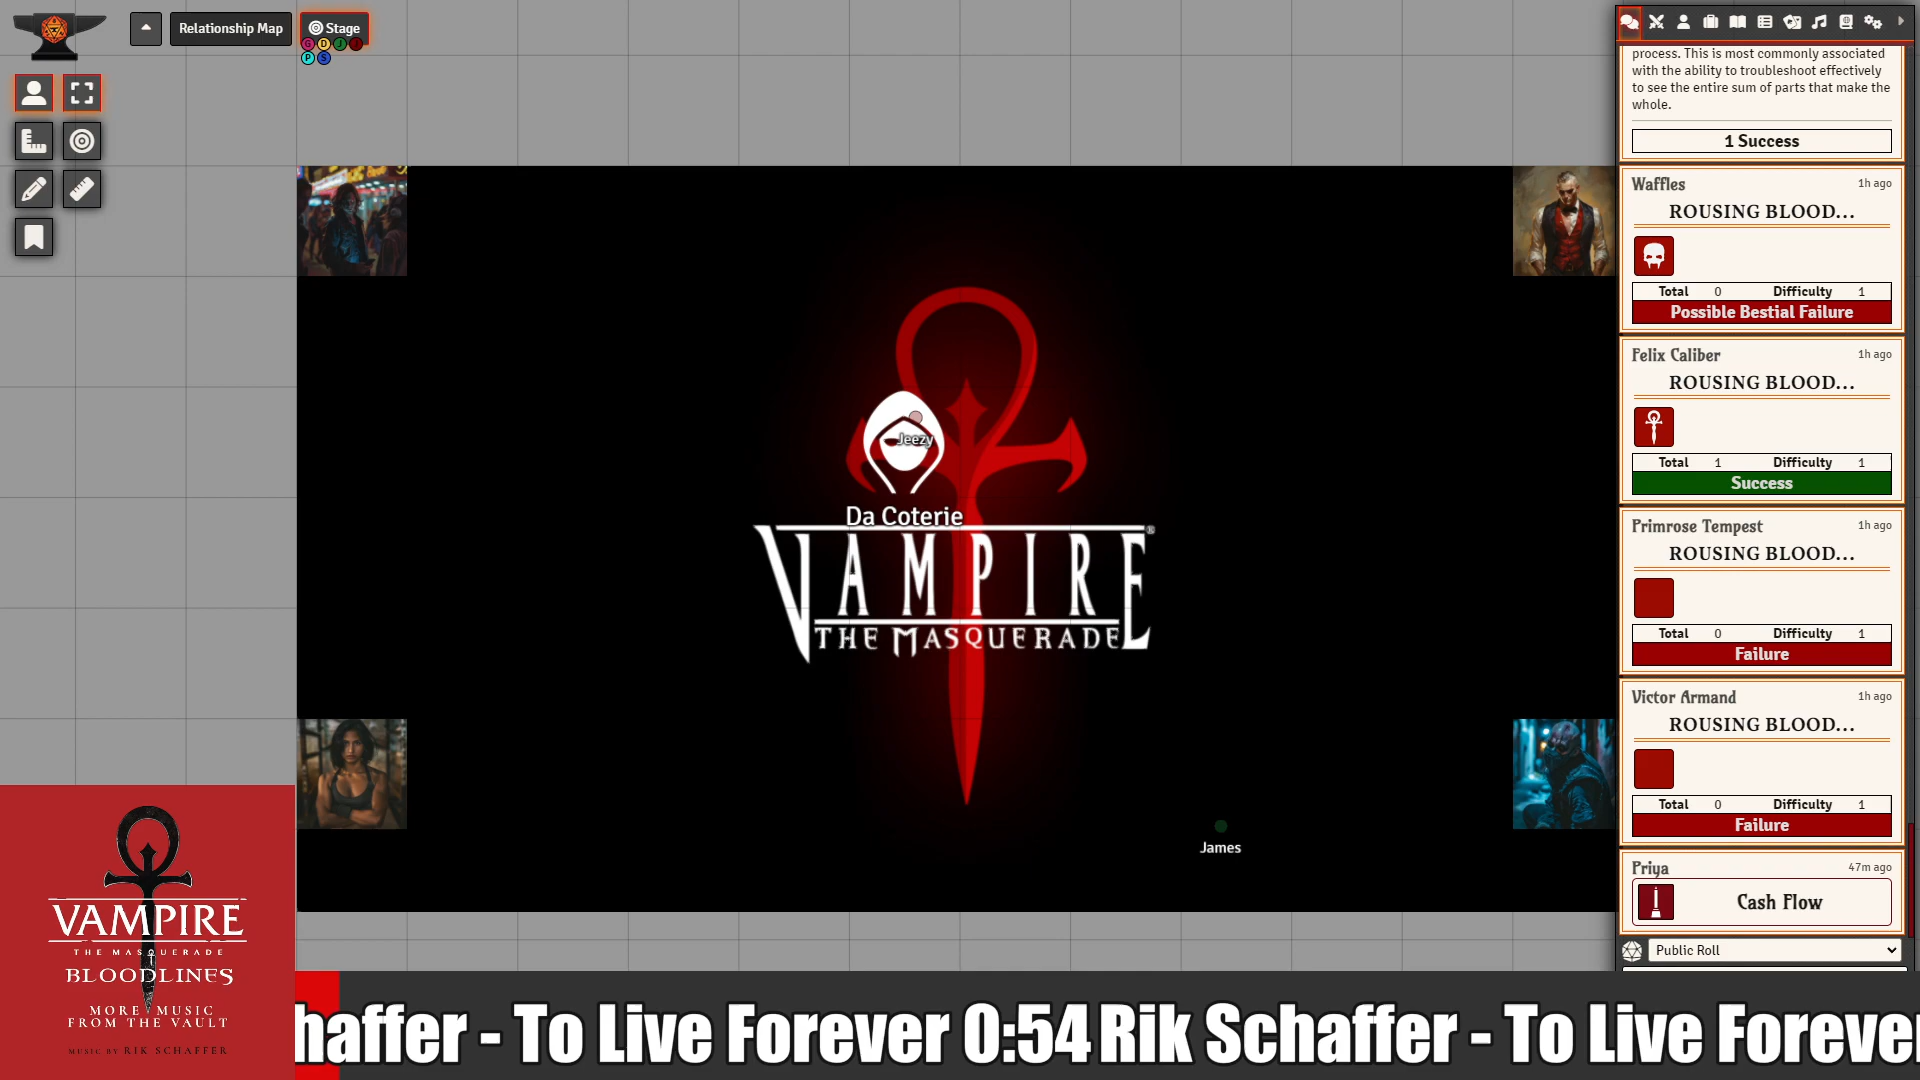 Relationship Map
Stage
G D J J
P S
process. This is most commonly associated
with the ability to troubleshoot effectively
to see the entire sum of parts that make the
whole.
1 Success
Waffles 1h ago
ROUSING BLOOD...
Total 0 Difficulty 1
Possible Bestial Failure
Felix Caliber 1h ago
ROUSING BLOOD...
Total 1 Difficulty 1
Success
Primrose Tempest 1h ago
ROUSING BLOOD...
Total 0 Difficulty 1
Failure
Victor Armand 1h ago
ROUSING BLOOD...
Total 0 Difficulty 1
Failure
Priya 47m ago
Cash Flow
Public Roll
Jeezy
Da Coterie
VAMPIRE®
THE MASQUERADE
James
VAMPIRE
THE MASQUERADE
BLOODLINES
MORE MUSIC
FROM THE VAULT
MUSIC BY RIK SCHAFFER
haffer - To Live Forever 0:54 Rik Schaffer - To Live Forever